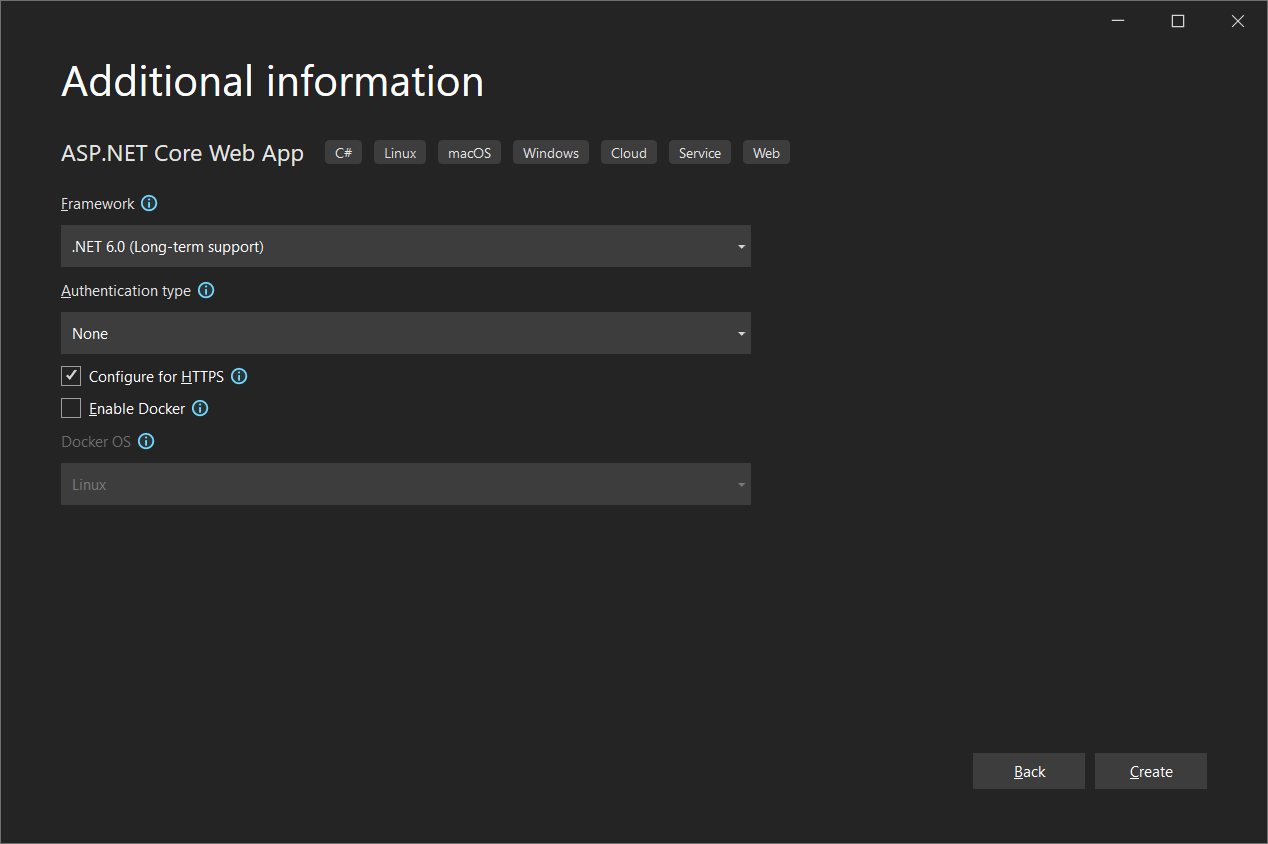 Additional information
ASP.NET Core Web App C# Linux macOS Windows Cloud Service Web
Framework
.NET 6.0 (Long-term support)
Authentication type
None
Configure for HTTPS
Enable Docker
Docker OS
Linux
Back Create